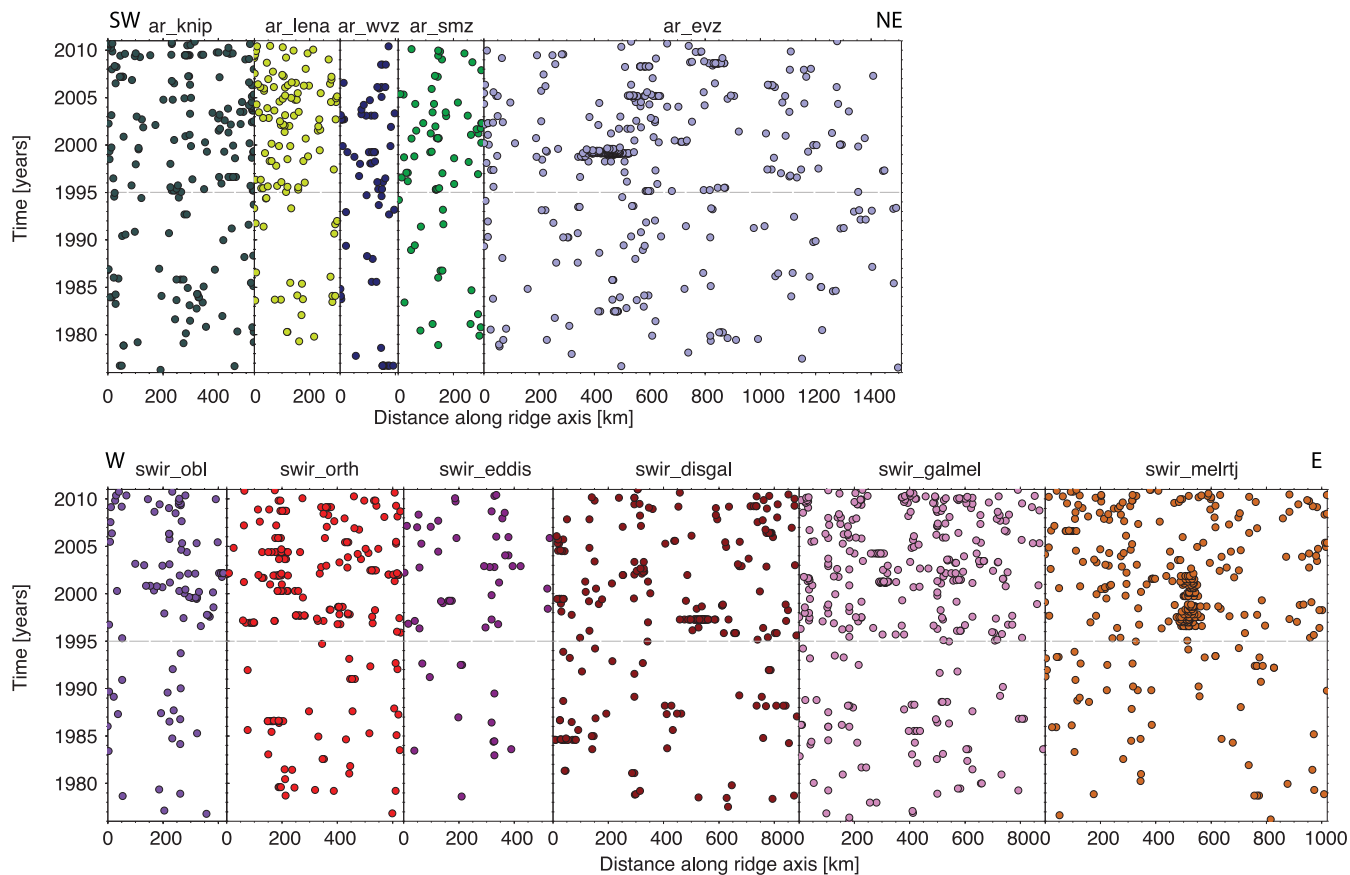 SW NE
ar_knip ar_lena ar_wvz ar_smz ar_evz
2010
2005
2000
1995
1990
1985
1980
Time [years]
0 200 400 0 200 0 0 200 0 200 400 600 800 1000 1200 1400
Distance along ridge axis [km]
W E
swir_obl swir_orth swir_eddis swir_disgal swir_galmel swir_melrtj
2010
2005
2000
1995
1990
1985
1980
Time [years]
0 200 0 200 400 0 200 400 0 200 400 600 8000 200 400 600 8000 200 400 600 800 1000
Distance along ridge axis [km]